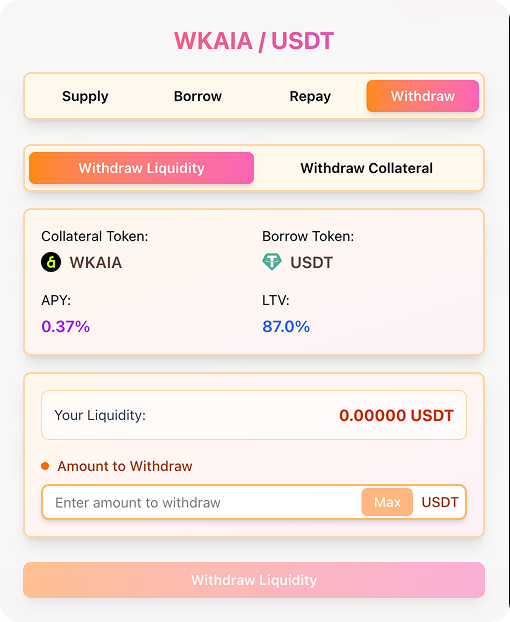 WKAIA / USDT
Supply Borrow Repay Withdraw
Withdraw Liquidity Withdraw Collateral
Collateral Token: Borrow Token:
WKAIA USDT
APY: LTV:
0.37% 87.0%
Your Liquidity: 0.00000 USDT
Amount to Withdraw
Enter amount to withdraw Max USDT
Withdraw Liquidity